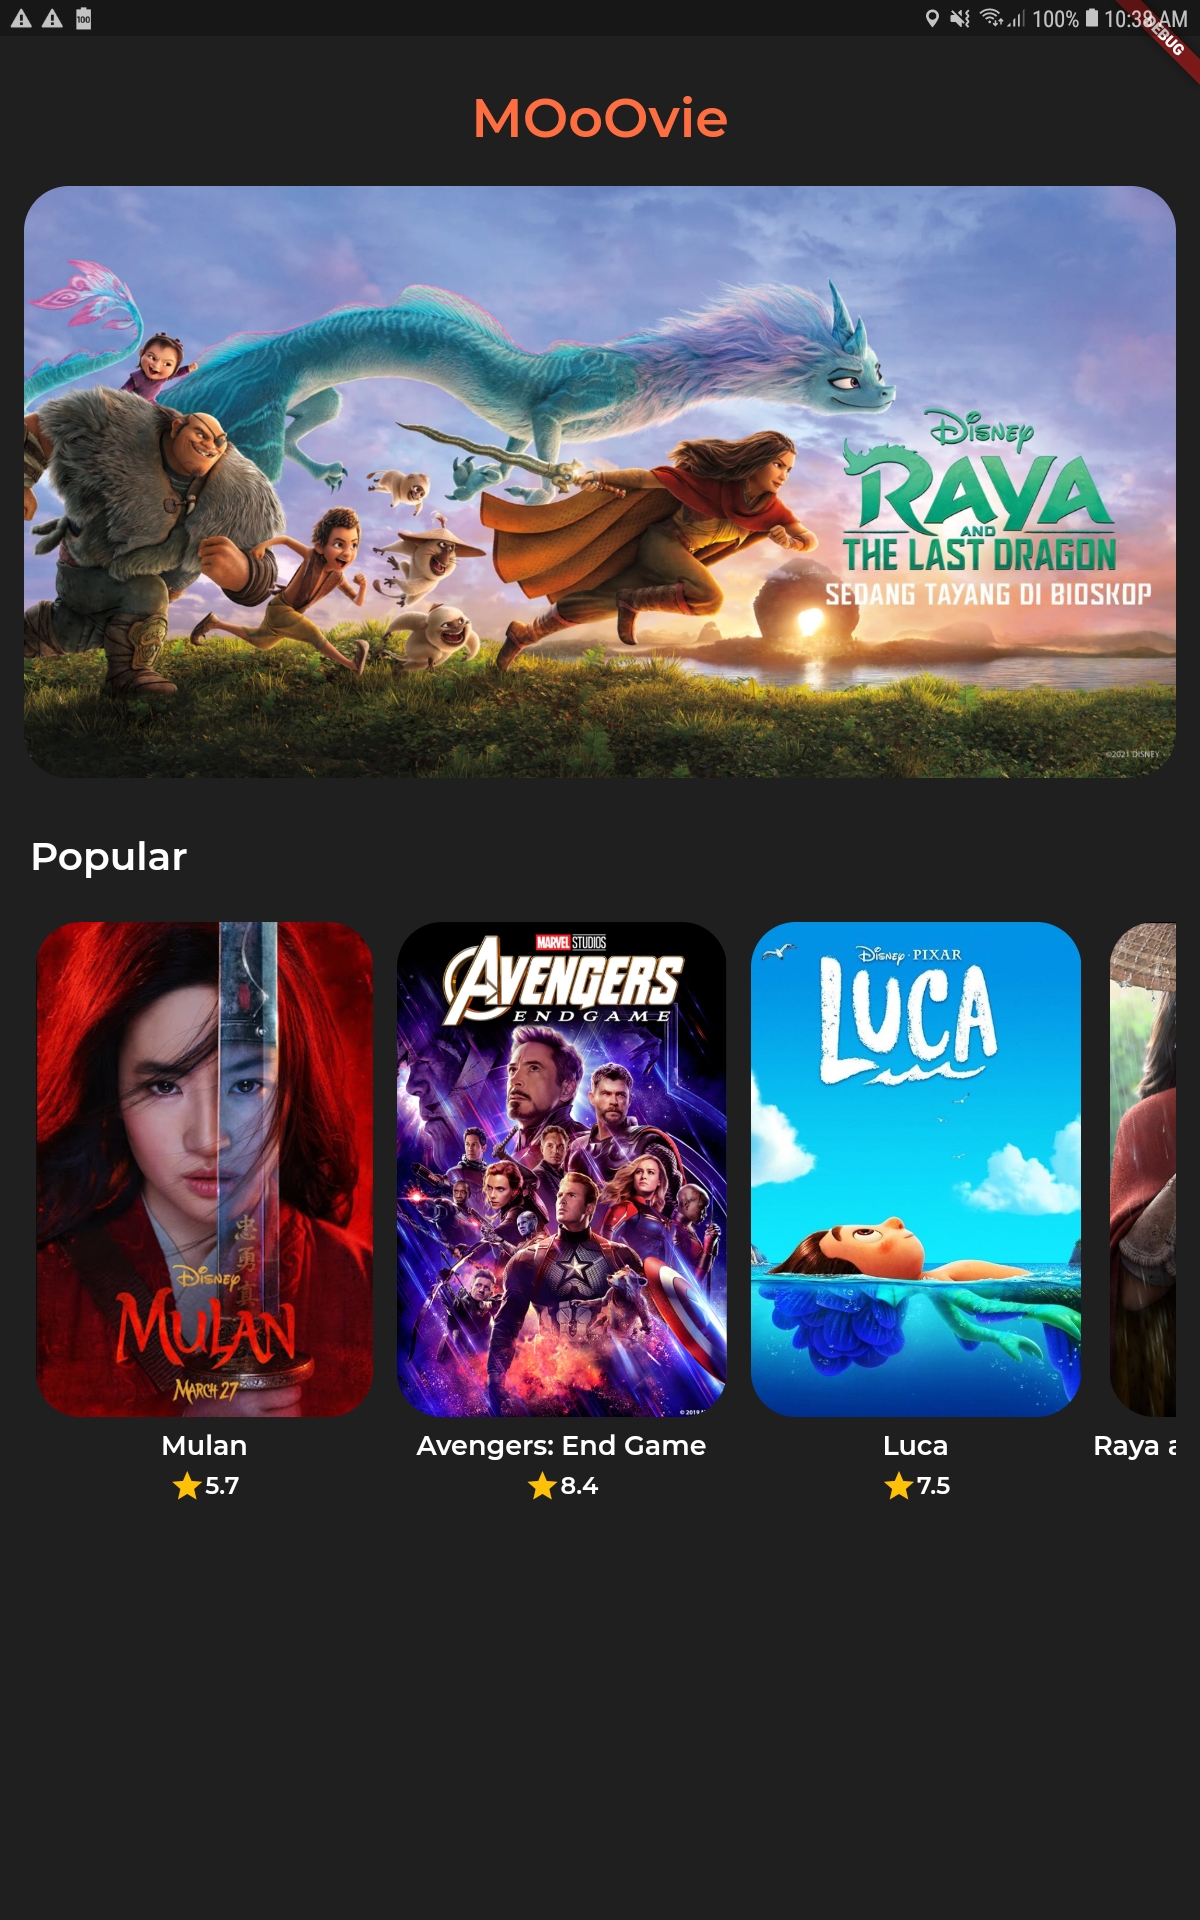 100
100%
10:38 AM
DEBUG
MOoOvie
Disney
RAYA
AND
THE LAST DRAGON
SEDANG TAYANG DI BIOSKOP
©2021 DISNEY
Popular
忠
勇
真
Disney
MULAN
MARCH 27
MARVEL STUDIOS
AVENGERS
ENDGAME
© 2019
Disney · PIXAR
LUCA
Mulan
Avengers: End Game
Luca
Raya a
5.7
8.4
7.5